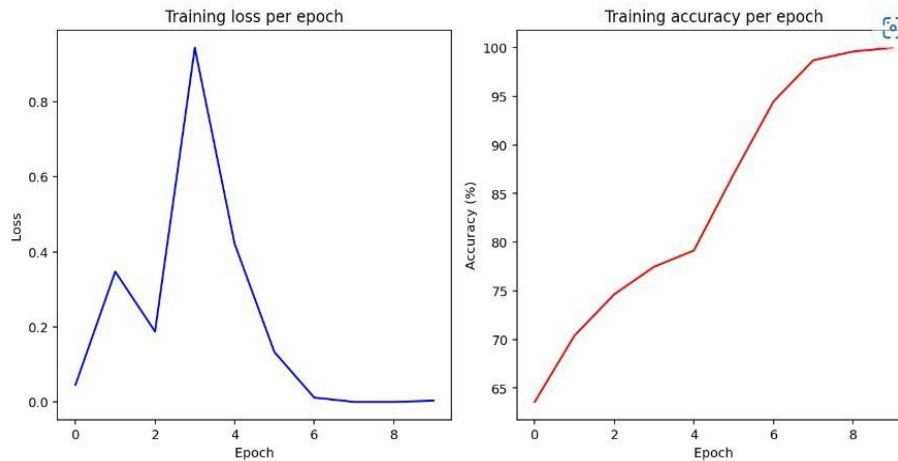 Training loss per epoch
0.8
0.6
0.4
0.2
0.0
Loss
0 2 4 6 8
Epoch
Training accuracy per epoch
100
95
90
85
80
75
70
65
Accuracy (%)
0 2 4 6 8
Epoch